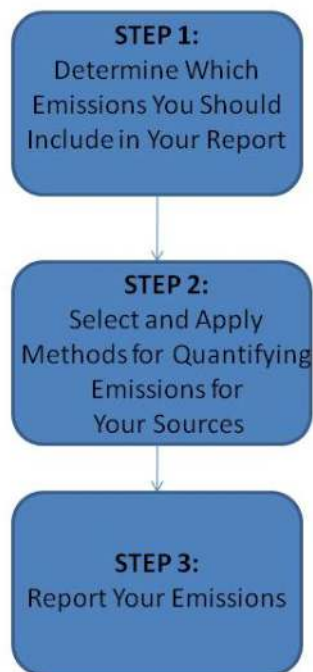 STEP 1:
Determine Which
Emissions You Should
Include in Your Report
STEP 2:
Select and Apply
Methods for Quantifying
Emissions for
Your Sources
STEP 3:
Report Your Emissions